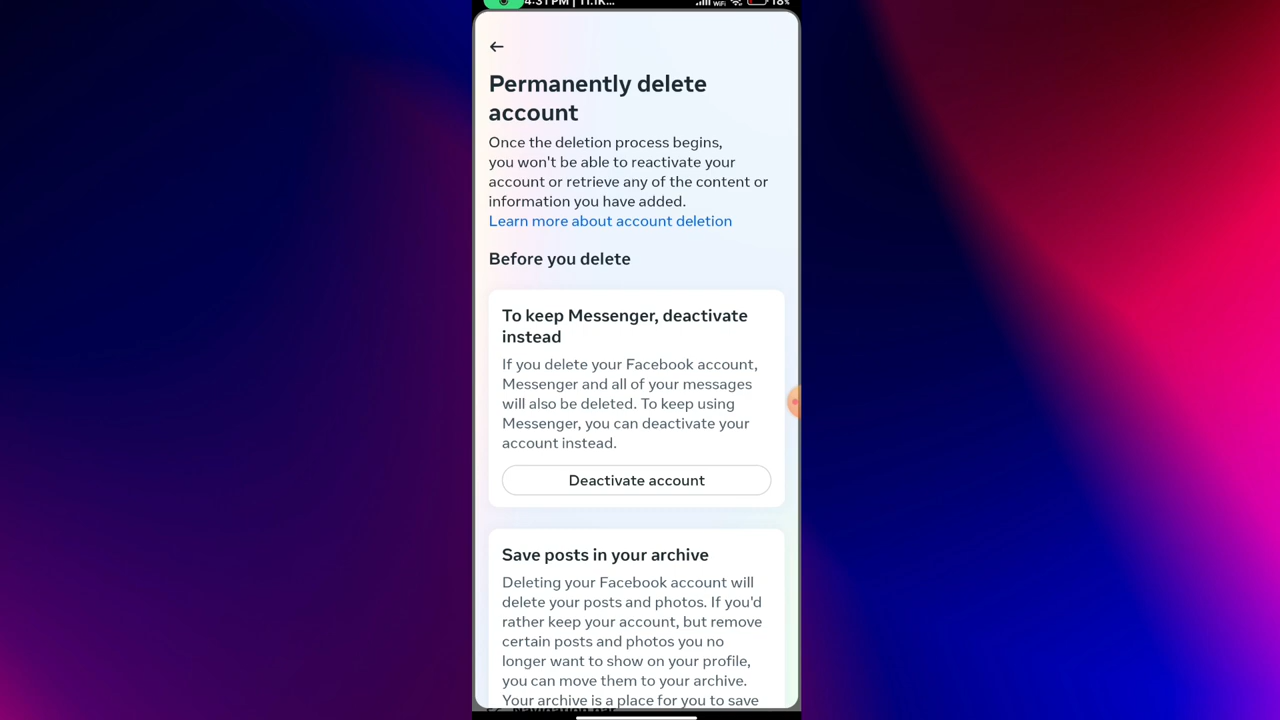 4:31 PM | 11.1K...
18%
Permanently delete
account
Once the deletion process begins,
you won't be able to reactivate your
account or retrieve any of the content or
information you have added.
Learn more about account deletion
Before you delete
To keep Messenger, deactivate
instead
If you delete your Facebook account,
Messenger and all of your messages
will also be deleted. To keep using
Messenger, you can deactivate your
account instead.
Deactivate account
Save posts in your archive
Deleting your Facebook account will
delete your posts and photos. If you'd
rather keep your account, but remove
certain posts and photos you no
longer want to show on your profile,
you can move them to your archive.
Your archive is a place for you to save